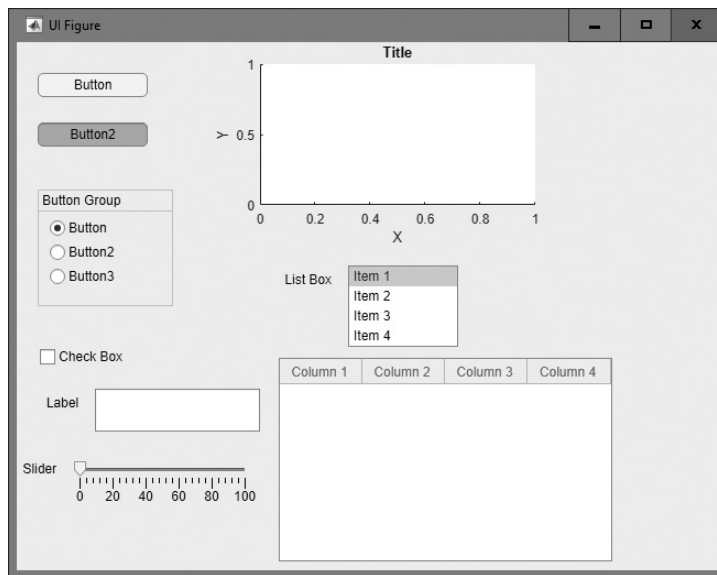 UI Figure
Button
Button2
Button Group
Button
Button2
Button3
Check Box
Label
Slider
0 20 40 60 80 100
Title
1
0.5
0
Y
0 0.2 0.4 0.6 0.8 1
X
List Box
Item 1
Item 2
Item 3
Item 4
Column 1 Column 2 Column 3 Column 4